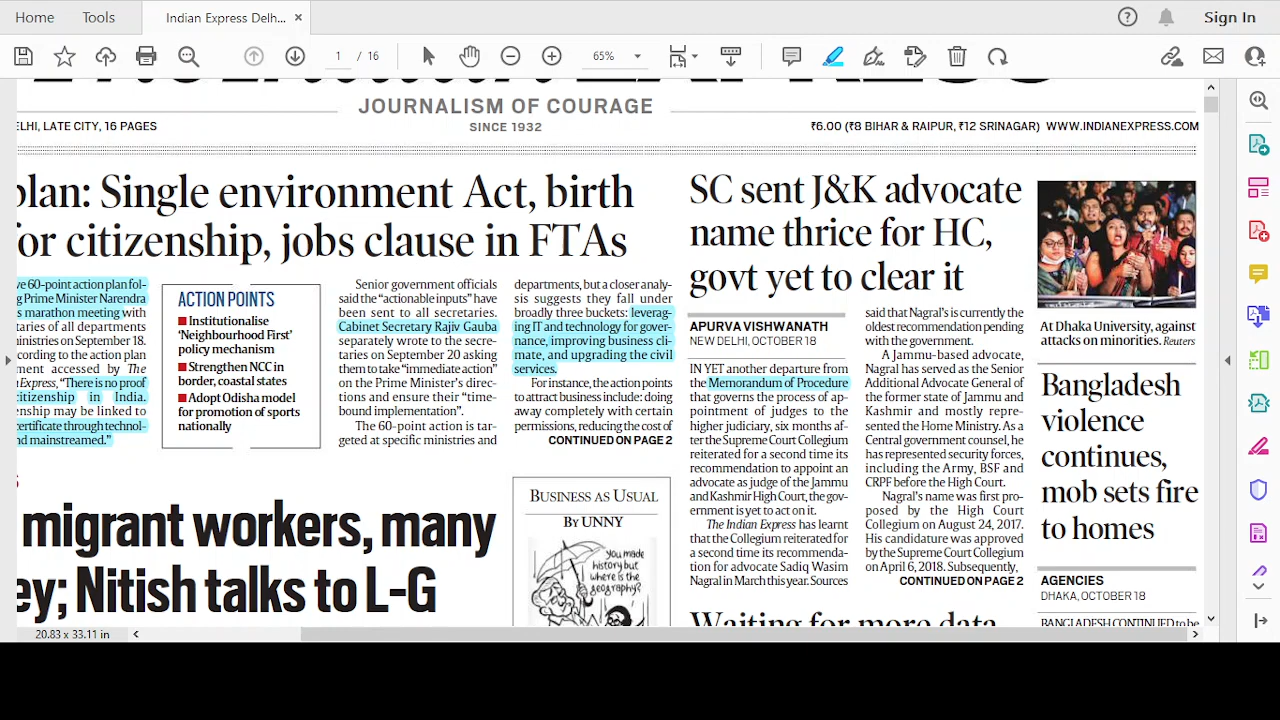 Home
Tools
Indian Express Delh...
Sign In
1 / 16
65%
JOURNALISM OF COURAGE
SINCE 1932
ELHI, LATE CITY, 16 PAGES
₹6.00 (₹8 BIHAR & RAIPUR, ₹12 SRINAGAR) WWW.INDIANEXPRESS.COM
plan: Single environment Act, birth
for citizenship, jobs clause in FTAs
ve 60-point action plan fol-
g Prime Minister Narendra
s marathon meeting with
taries of all departments
ministries on September 18.
cording to the action plan
ment accessed by The
Express, “There is no proof
citizenship in India.
enship may be linked to
certificate through technol-
nd mainstreamed.”
ACTION POINTS
Institutionalise
‘Neighbourhood First’
policy mechanism
Strengthen NCC in
border, coastal states
Adopt Odisha model
for promotion of sports
nationally
Senior government officials
said the “actionable inputs” have
been sent to all secretaries.
Cabinet Secretary Rajiv Gauba
separately wrote to the secre-
taries on September 20 asking
them to take “immediate action”
on the Prime Minister’s direc-
tions and ensure their “time-
bound implementation”.
The 60-point action is tar-
geted at specific ministries and
departments, but a closer analy-
sis suggests they fall under
broadly three buckets: leverag-
ing IT and technology for gover-
nance, improving business cli-
mate, and upgrading the civil
services.
For instance, the action points
to attract business include: doing
away completely with certain
permissions, reducing the cost of
CONTINUED ON PAGE 2
SC sent J&K advocate
name thrice for HC,
govt yet to clear it
APURVA VISHWANATH
NEW DELHI, OCTOBER 18
IN YET another departure from
the Memorandum of Procedure
that governs the process of ap-
pointment of judges to the
higher judiciary, six months af-
ter the Supreme Court Collegium
reiterated for a second time its
recommendation to appoint an
advocate as judge of the Jammu
and Kashmir High Court, the gov-
ernment is yet to act on it.
The Indian Express has learnt
that the Collegium reiterated for
a second time its recommenda-
tion for advocate Sadiq Wasim
Nagral in March this year. Sources
said that Nagral’s is currently the
oldest recommendation pending
with the government.
A Jammu-based advocate,
Nagral has served as the Senior
Additional Advocate General of
the former state of Jammu and
Kashmir and mostly repre-
sented the Home Ministry. As a
Central government counsel, he
has represented security forces,
including the Army, BSF and
CRPF before the High Court.
Nagral’s name was first pro-
posed by the High Court
Collegium on August 24, 2017.
His candidature was approved
by the Supreme Court Collegium
on April 6, 2018. Subsequently,
CONTINUED ON PAGE 2
At Dhaka University, against
attacks on minorities. Reuters
Bangladesh
violence
continues,
mob sets fire
to homes
AGENCIES
DHAKA, OCTOBER 18
BANGLADESH CONTINUED to be
migrant workers, many
ey; Nitish talks to L-G
BUSINESS AS USUAL
BY UNNY
You made
history but
where is the
geography?
Waiting for more data
20.83 x 33.11 in